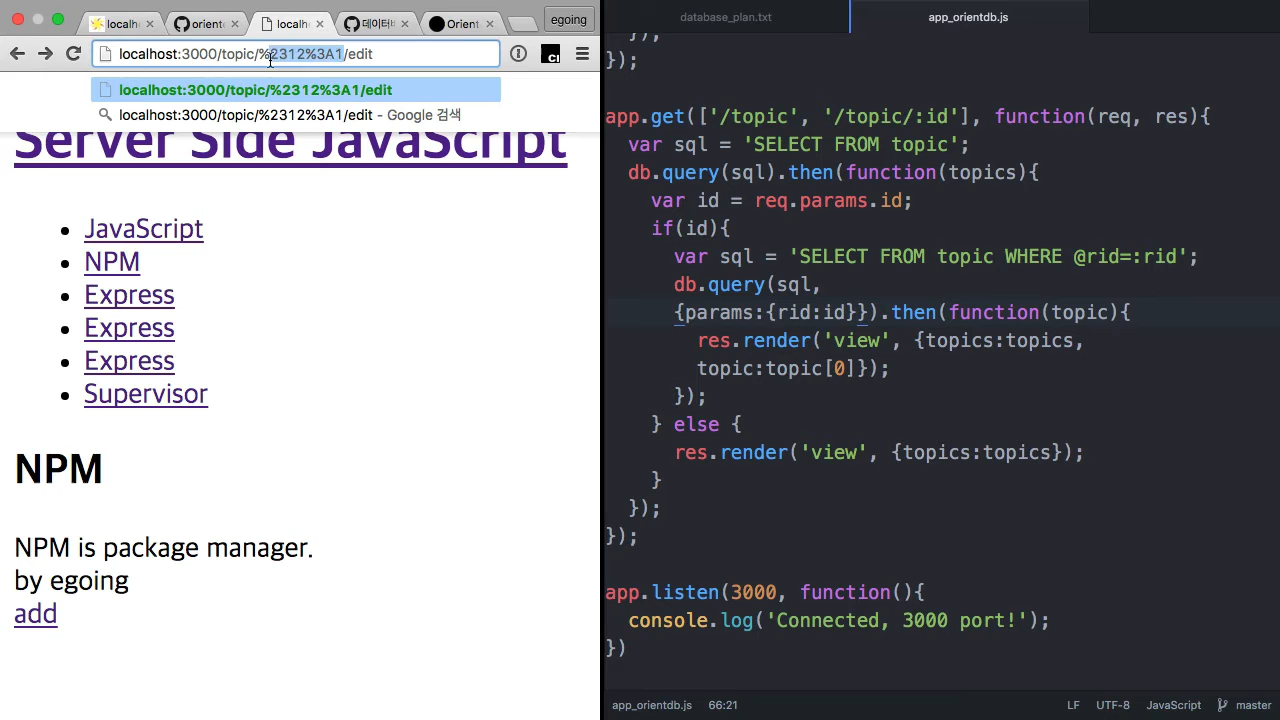 localh
oriente
localh
데이터
Orient
egoing
localhost:3000/topic/%2312%3A1/edit
localhost:3000/topic/%2312%3A1/edit
localhost:3000/topic/%2312%3A1/edit - Google 검색
Server Side JavaScript
JavaScript
NPM
Express
Express
Express
Supervisor
NPM
NPM is package manager.
by egoing
add
database_plan.txt
app_orientdb.js
});
});
app.get(['/topic', '/topic/:id'], function(req, res){
var sql = 'SELECT FROM topic';
db.query(sql).then(function(topics){
var id = req.params.id;
if(id){
var sql = 'SELECT FROM topic WHERE @rid=:rid';
db.query(sql,
{params:{rid:id}}).then(function(topic){
res.render('view', {topics:topics,
topic:topic[0]});
});
} else {
res.render('view', {topics:topics});
}
});
});
app.listen(3000, function(){
console.log('Connected, 3000 port!');
})
app_orientdb.js 66:21
LF UTF-8 JavaScript master